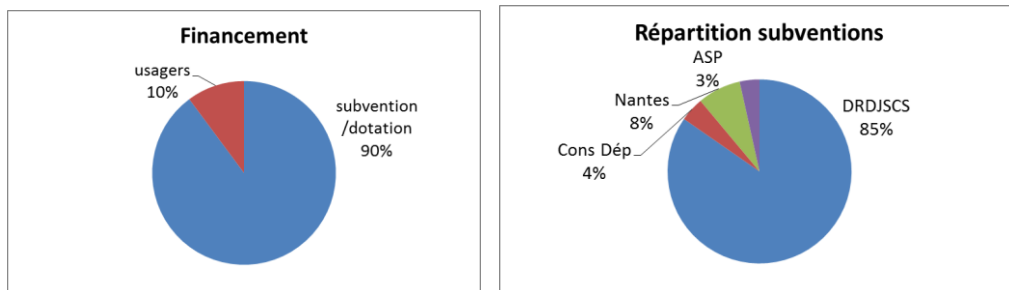 Financement
usagers
10%
subvention
/dotation
90%
Répartition subventions
ASP
3%
Nantes
8%
Cons Dép
4%
DRDJSCS
85%